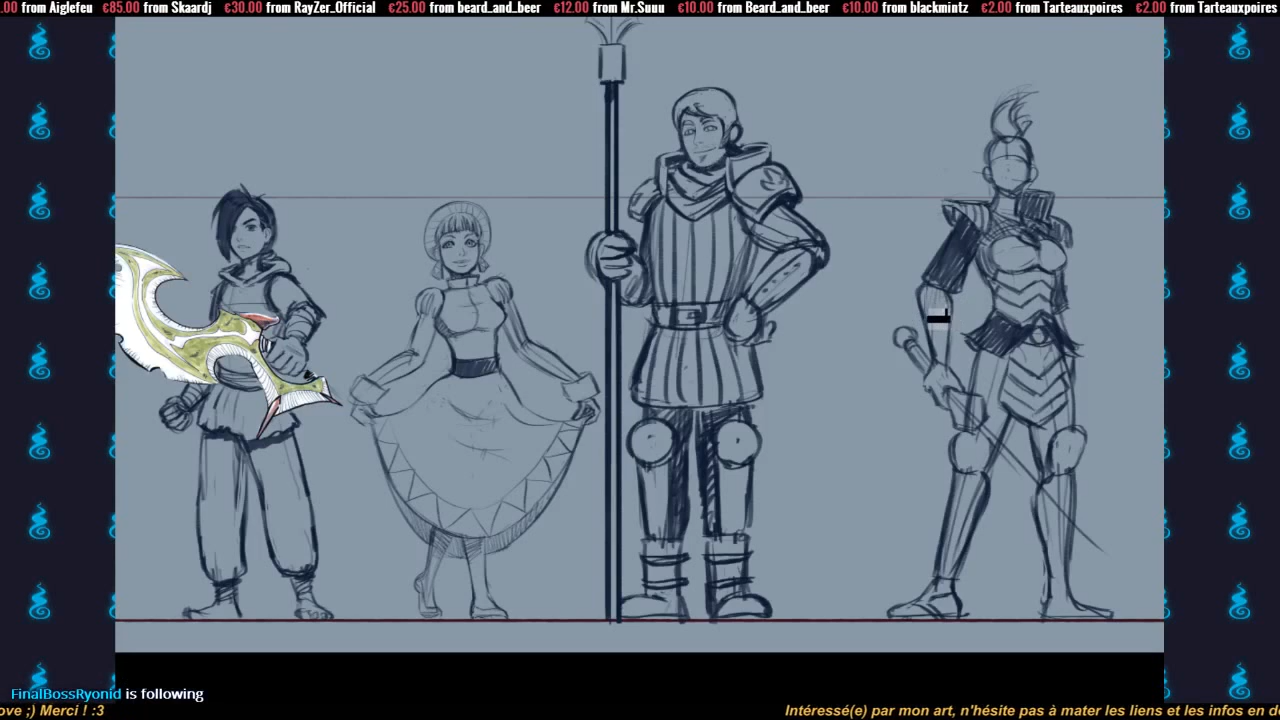 .00 from Aiglefeu €85.00 from Skaardj €30.00 from RayZer_Official €25.00 from beard_and_beer €12.00 from Mr.Suuu €10.00 from Beard_and_beer €10.00 from blackmintz €2.00 from Tarteauxpoires €2.00 from Tarteauxpoires
FinalBossRyonid is following
ove ;) Merci ! :3 Intéressé(e) par mon art, n'hésite pas à mater les liens et les infos en de